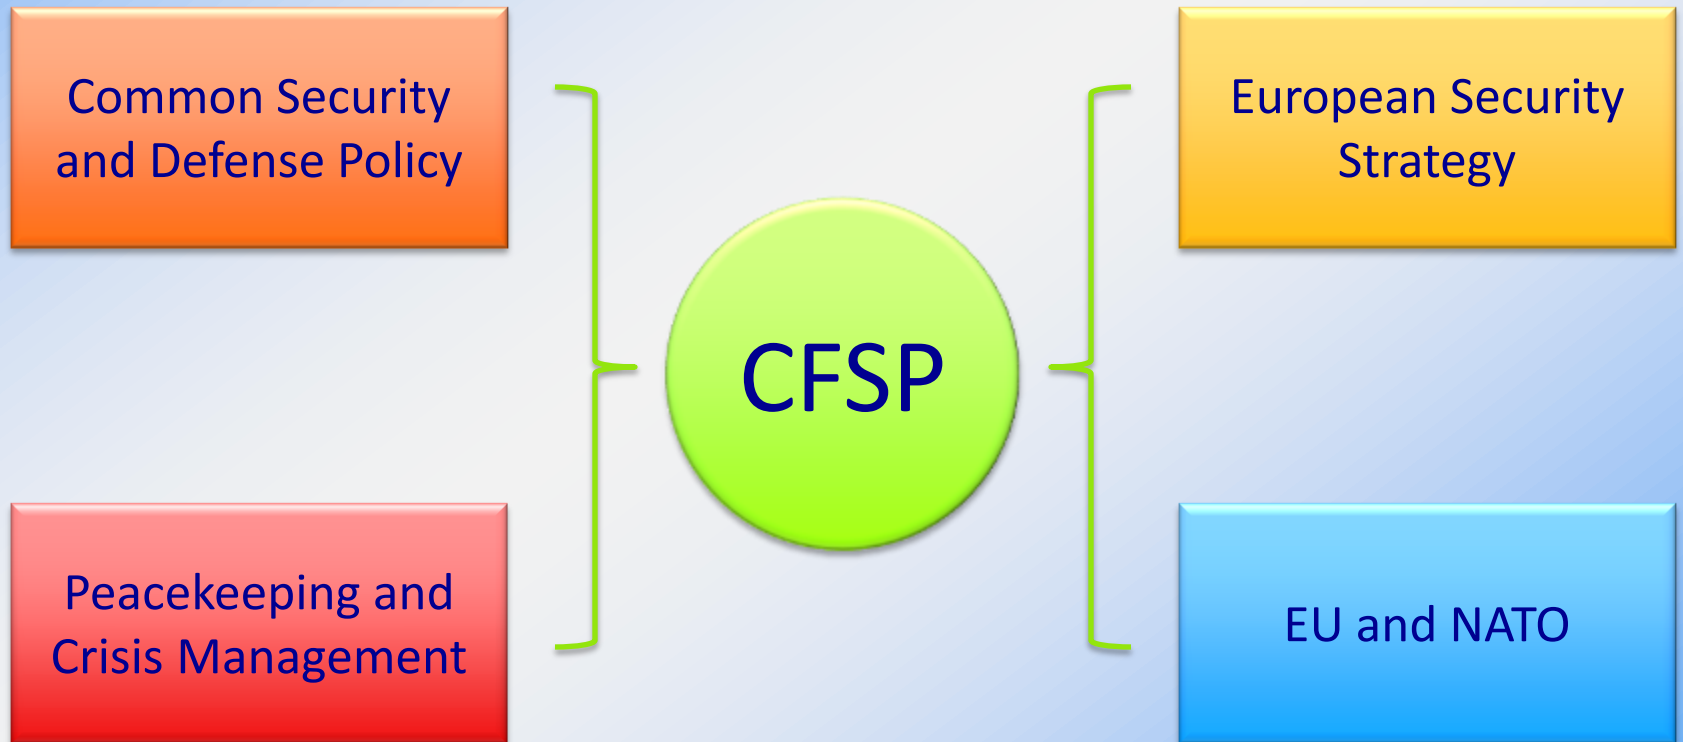 Common Security
and Defense Policy
European Security
Strategy
CFSP
Peacekeeping and
Crisis Management
EU and NATO